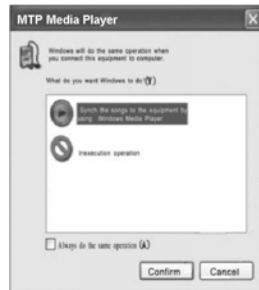 MTP Media Player
Windows will do the same operation when
you connect this equipment to computer.
What do you want Windows to do?(Y)
Synch the songs to the equipment by
using Windows Media Player
Inexecution operation
Always do the same operation (A)
Confirm Cancel